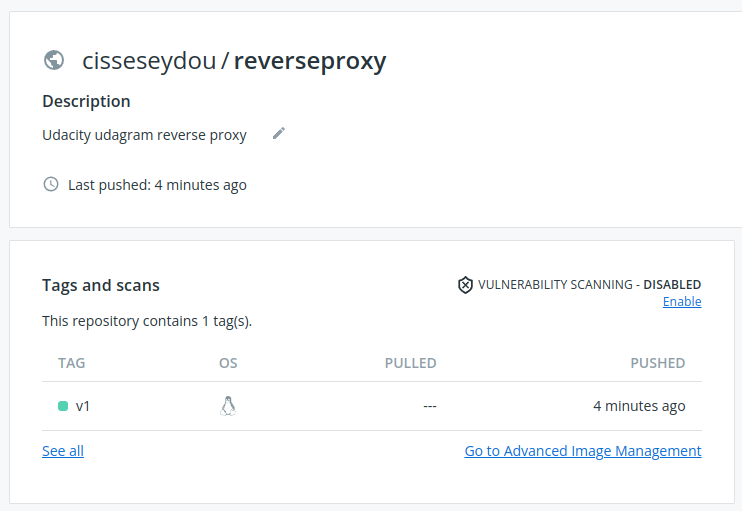 cisseseydou / reverseproxy
Description
Udacity udagram reverse proxy
Last pushed: 4 minutes ago
Tags and scans
VULNERABILITY SCANNING - DISABLED
Enable
This repository contains 1 tag(s).
TAG OS PULLED PUSHED
v1 --- 4 minutes ago
See all Go to Advanced Image Management